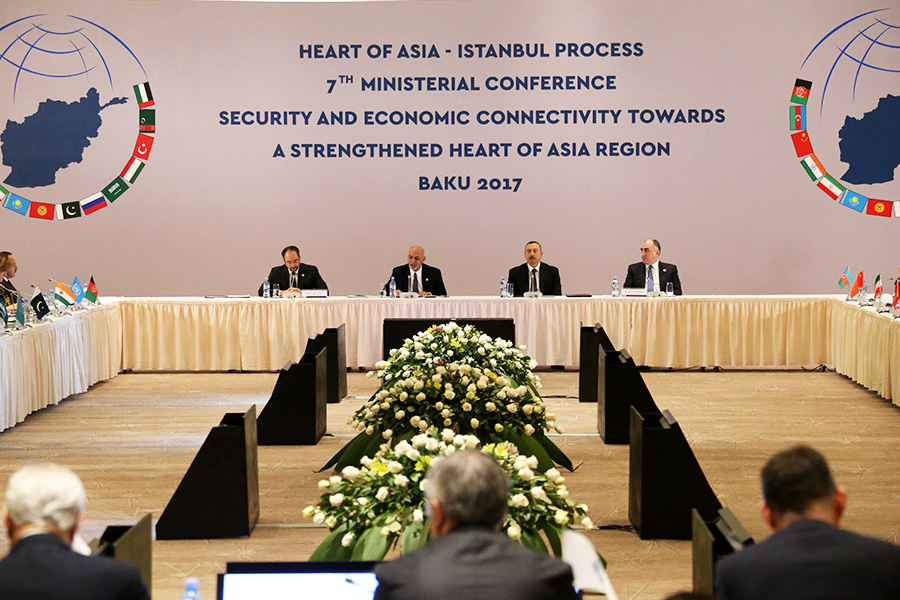 HEART OF ASIA - ISTANBUL PROCESS
7TH MINISTERIAL CONFERENCE
SECURITY AND ECONOMIC CONNECTIVITY TOWARDS
A STRENGTHENED HEART OF ASIA REGION
BAKU 2017